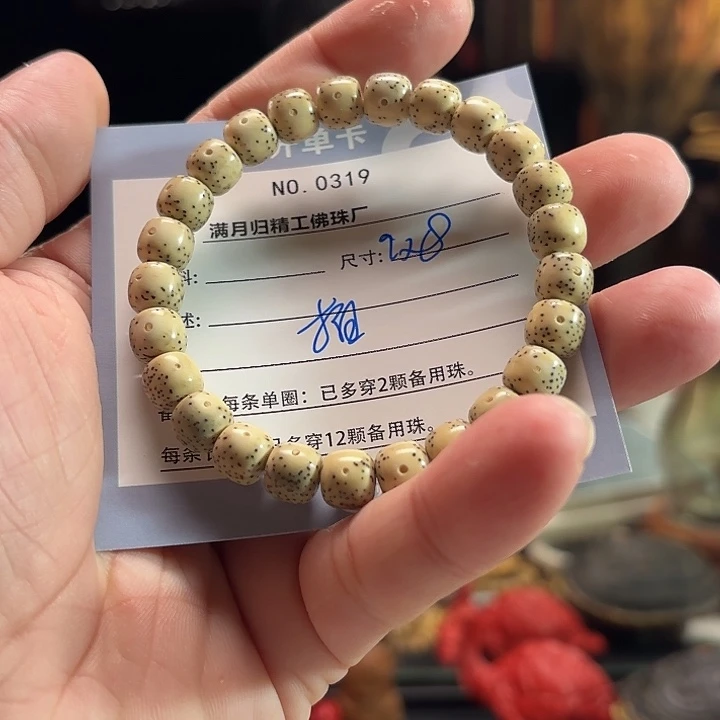 单卡
NO. 0319
满月归精工佛珠厂
料:
尺寸: 228
述:
每条单圈：已多穿2颗备用珠。
每条
已多穿12颗备用珠。